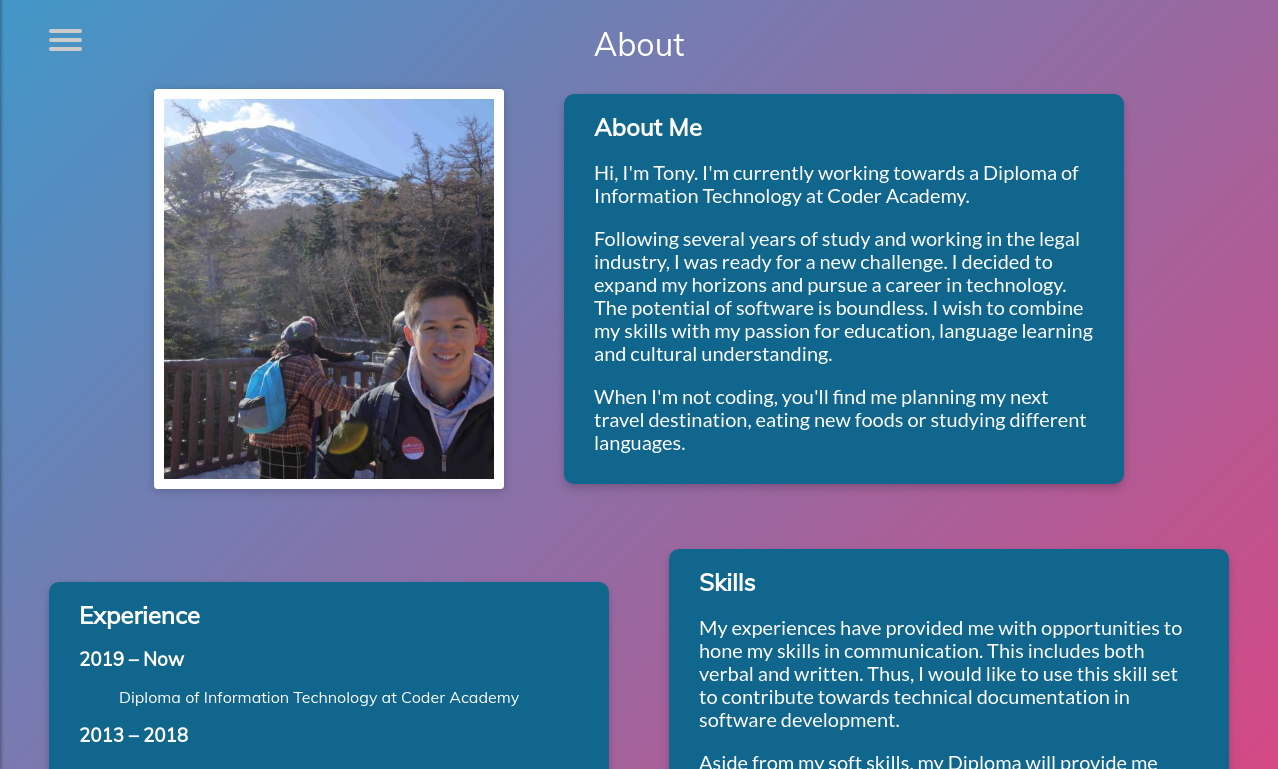 About
About Me
Hi, I'm Tony. I'm currently working towards a Diploma of
Information Technology at Coder Academy.
Following several years of study and working in the legal
industry, I was ready for a new challenge. I decided to
expand my horizons and pursue a career in technology.
The potential of software is boundless. I wish to combine
my skills with my passion for education, language learning
and cultural understanding.
When I'm not coding, you'll find me planning my next
travel destination, eating new foods or studying different
languages.
Experience
2019 – Now
Diploma of Information Technology at Coder Academy
2013 – 2018
Skills
My experiences have provided me with opportunities to
hone my skills in communication. This includes both
verbal and written. Thus, I would like to use this skill set
to contribute towards technical documentation in
software development.
Aside from my soft skills, my Diploma will provide me